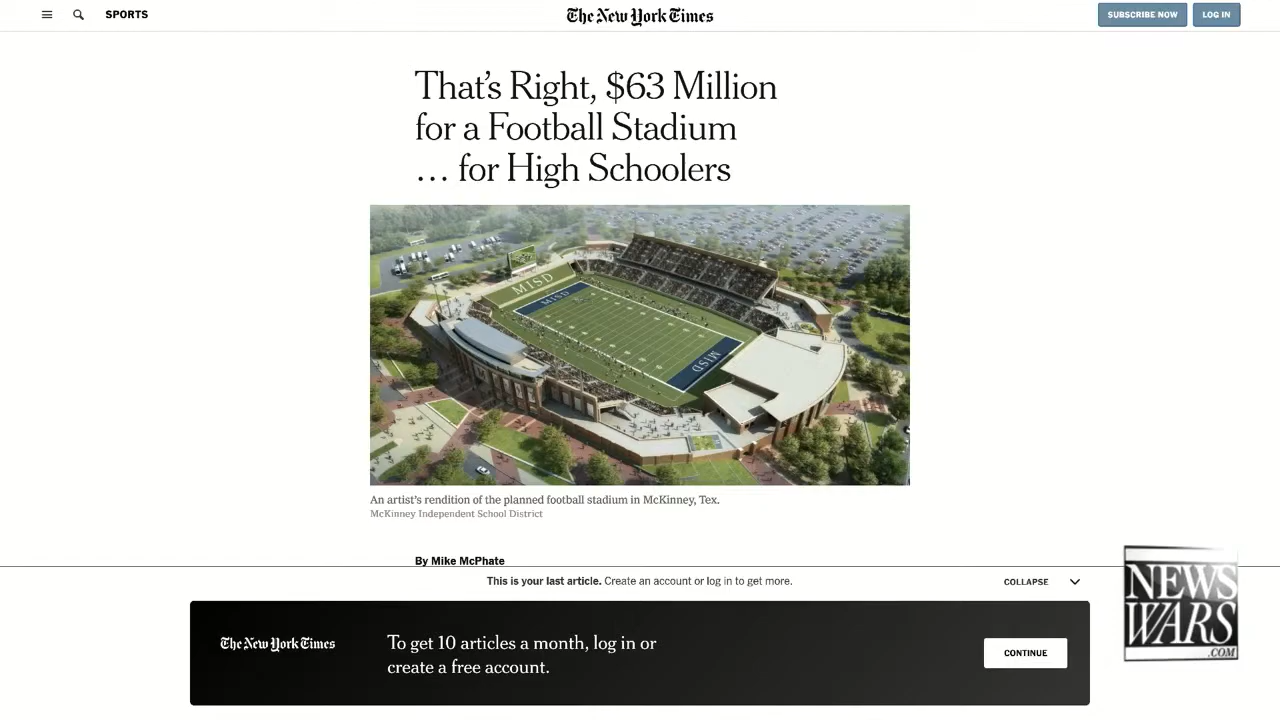 SPORTS
The New York Times
SUBSCRIBE NOW
LOG IN
That's Right, $63 Million
for a Football Stadium
… for High Schoolers
MISD
MISD
MISD
An artist's rendition of the planned football stadium in McKinney, Tex.
McKinney Independent School District
By Mike McPhate
This is your last article. Create an account or log in to get more.
COLLAPSE
The New York Times
To get 10 articles a month, log in or
create a free account.
CONTINUE
NEWS
WARS
.COM